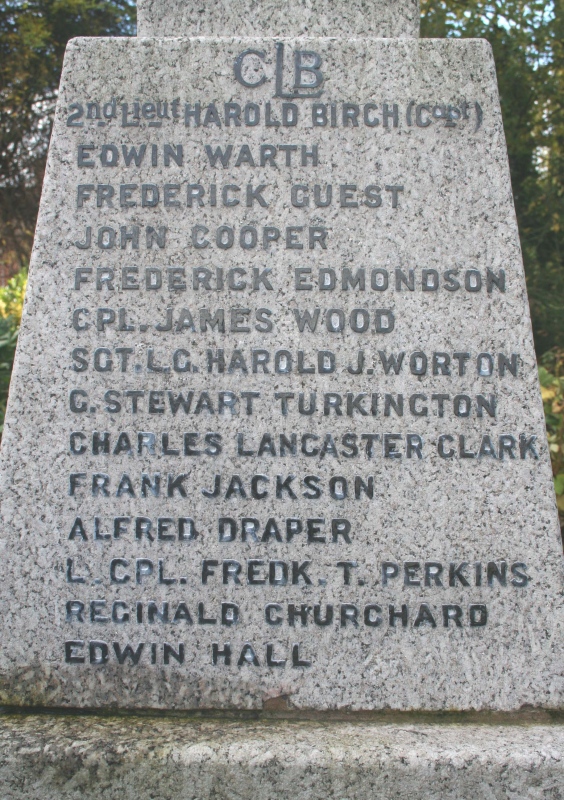 CLB
2nd Lieut HAROLD BIRCH (Capt)
EDWIN WARTH
FREDERICK GUEST
JOHN COOPER
FREDERICK EDMONDSON
CPL. JAMES WOOD
SGT. L.G. HAROLD J. WORTON
G. STEWART TURKINGTON
CHARLES LANCASTER CLARK
FRANK JACKSON
ALFRED DRAPER
L. CPL. FREDK. T. PERKINS
REGINALD CHURCHARD
EDWIN HALL